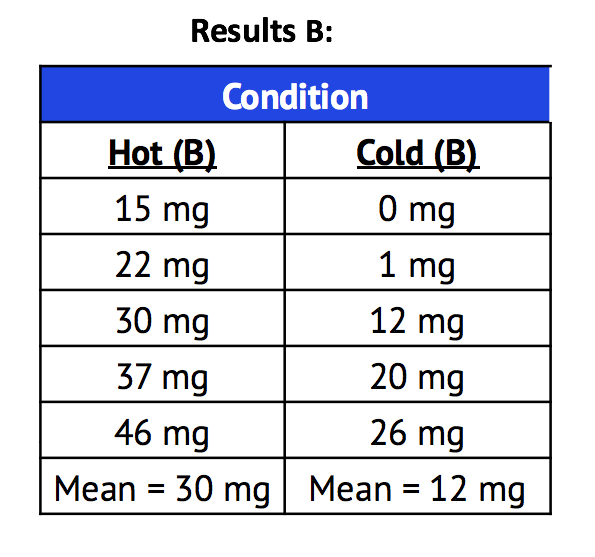 Results B:
Condition
Hot (B) Cold (B)
15 mg 0 mg
22 mg 1 mg
30 mg 12 mg
37 mg 20 mg
46 mg 26 mg
Mean = 30 mg Mean = 12 mg